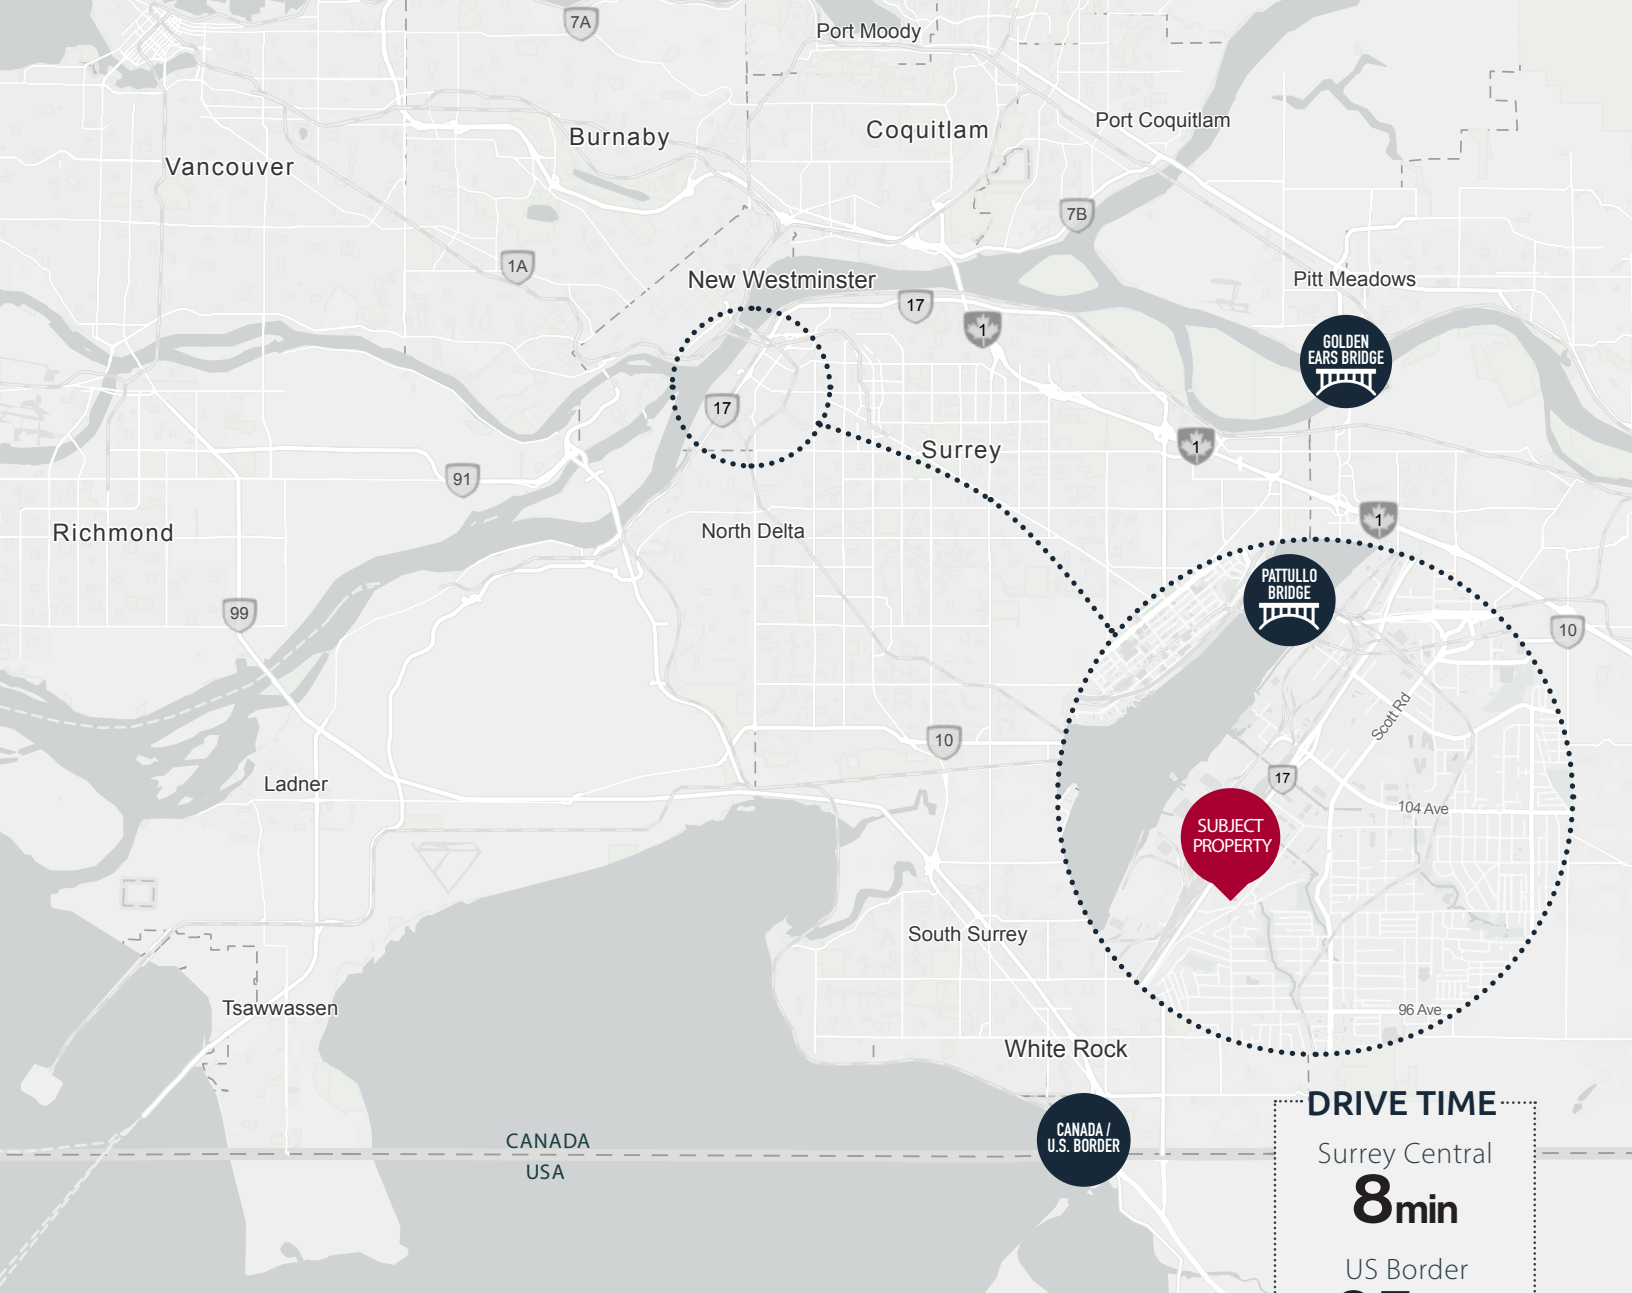 7A
Port Moody
Port Coquitlam
Coquitlam
Burnaby
Vancouver
7B
1A
New Westminster
Pitt Meadows
17
1
GOLDEN
EARS BRIDGE
17
1
Surrey
91
1
North Delta
Richmond
PATTULLO
BRIDGE
99
10
Scott Rd
10
17
Ladner
104 Ave
SUBJECT
PROPERTY
South Surrey
Tsawwassen
96 Ave
White Rock
DRIVE TIME
CANADA /
U.S. BORDER
CANADA
USA
Surrey Central
8min
US Border